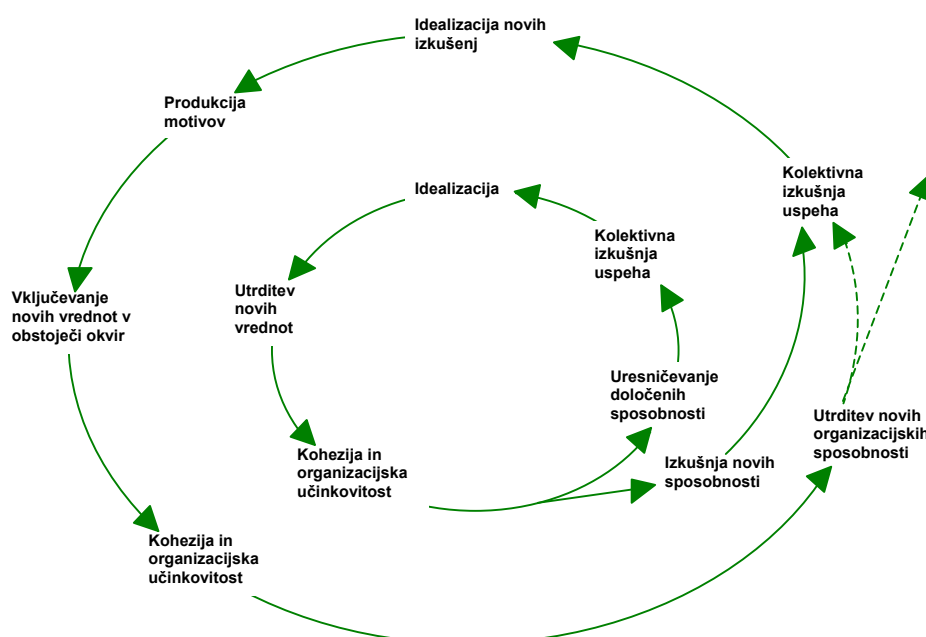 Idealizacija novih
izkušenj
Produkcija
motivov
Kolektivna
izkušnja
uspeha
Idealizacija
Kolektivna
izkušnja
uspeha
Utrditev
novih
vrednot
Vključevanje
novih vrednot v
obstoječi okvir
Uresničevanje
določenih
sposobnosti
Utrditev novih
organizacijskih
sposobnosti
Kohezija in
organizacijska
učinkovitost
Izkušnja novih
sposobnosti
Kohezija in
organizacijska
učinkovitost